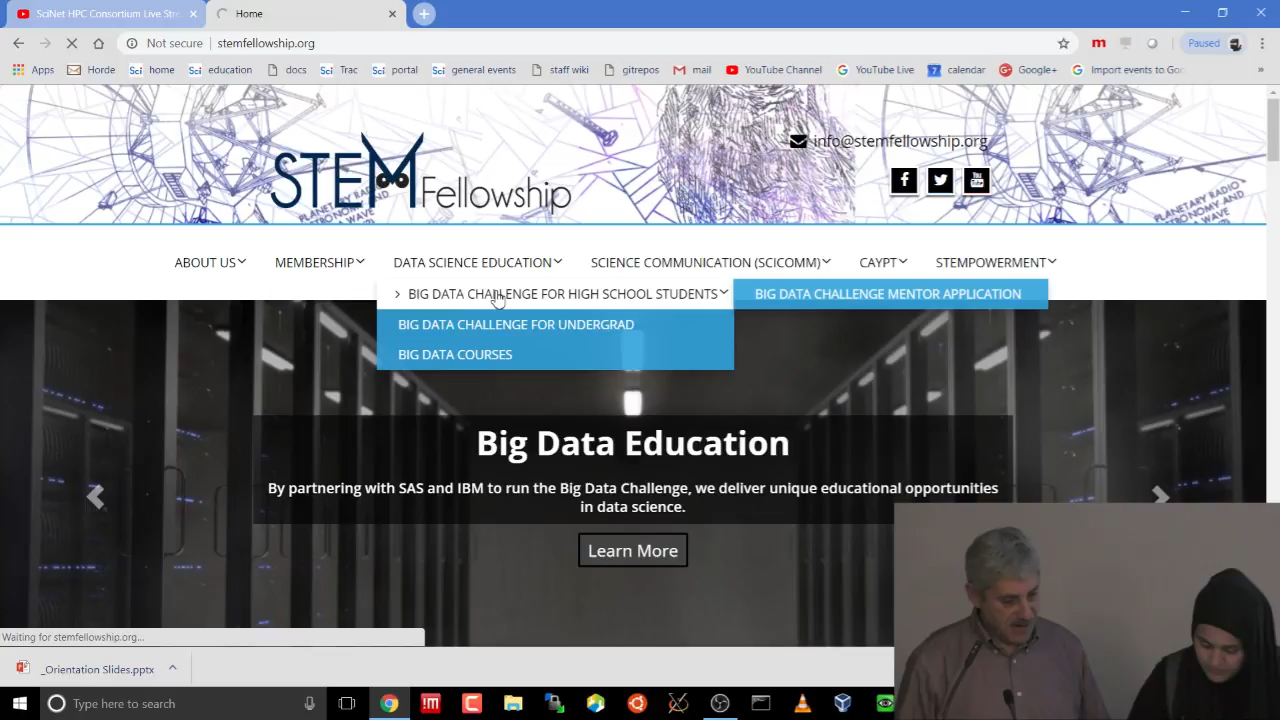 SciNet HPC Consortium Live Stre
Home
Not secure
stemfellowship.org
Paused
Apps
Horde
home
education
docs
Trac
portal
general events
staff wiki
gitrepos
mail
YouTube Channel
YouTube Live
calendar
Google+
Import events to Goo
»
STEM Fellowship
info@stemfellowship.org
ABOUT US
MEMBERSHIP
DATA SCIENCE EDUCATION
SCIENCE COMMUNICATION (SCICOMM)
CAYPT
STEMPOWERMENT
BIG DATA CHALLENGE FOR HIGH SCHOOL STUDENTS
BIG DATA CHALLENGE MENTOR APPLICATION
BIG DATA CHALLENGE FOR UNDERGRAD
BIG DATA COURSES
Big Data Education
By partnering with SAS and IBM to run the Big Data Challenge, we deliver unique educational opportunities
in data science.
Learn More
Waiting for stemfellowship.org...
_Orientation Slides.pptx
Type here to search